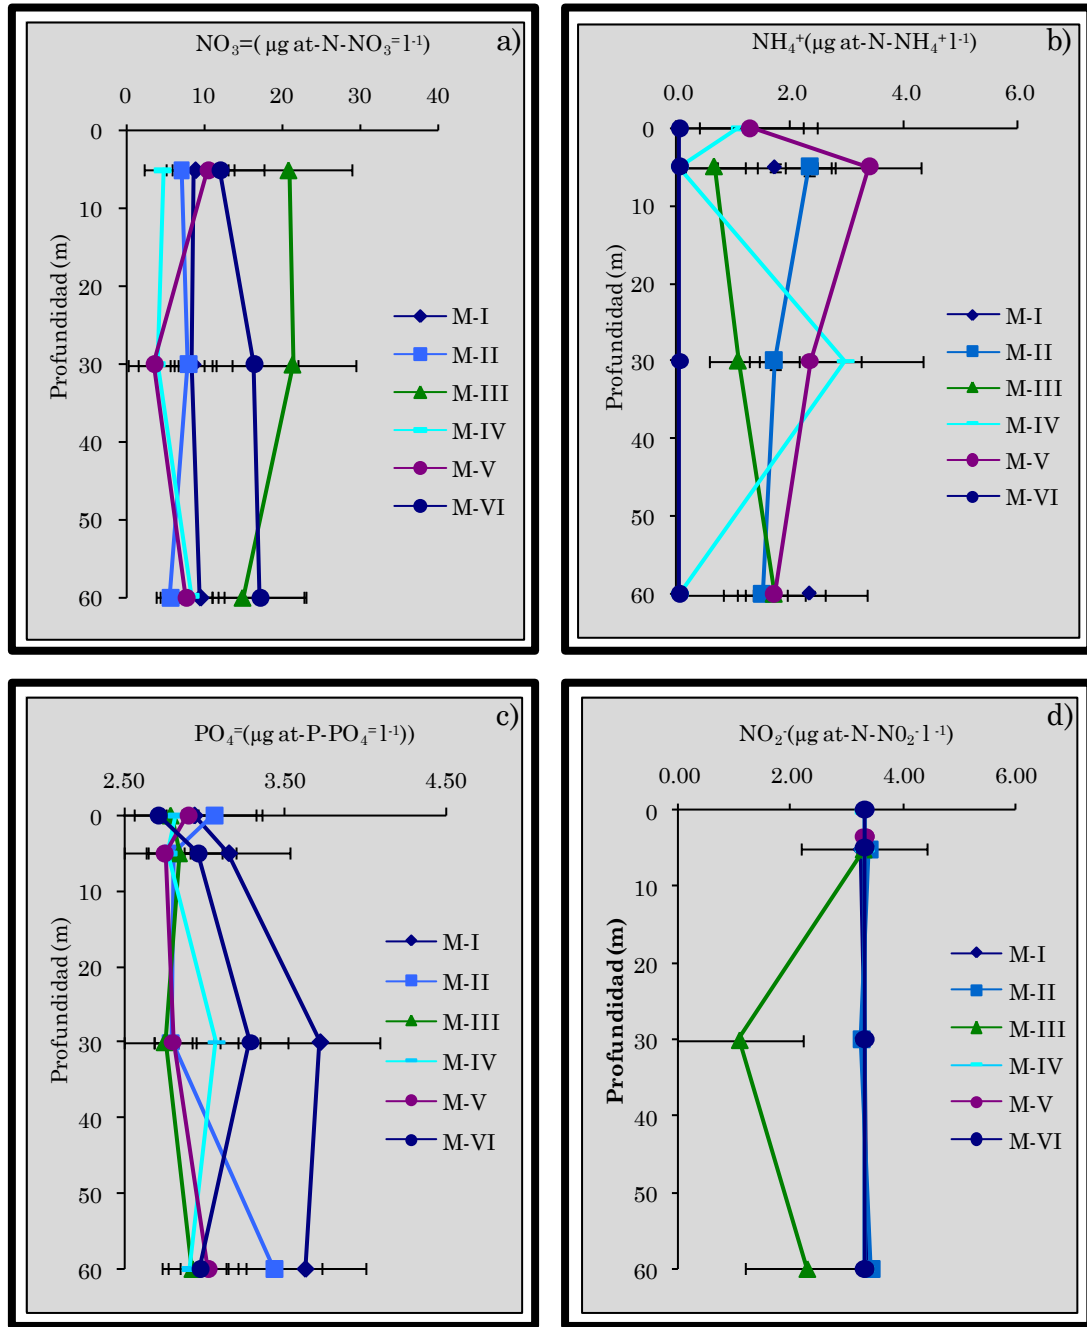 NO₃=( µg at-N-NO₃⁼l⁻¹) a)
0 10 20 30 40
0
10
20
30
40
50
60
Profundidad (m)
M-I
M-II
M-III
M-IV
M-V
M-VI
NH₄⁺(µg at-N-NH₄⁺l⁻¹) b)
0.0 2.0 4.0 6.0
0
10
20
30
40
50
60
Profundidad (m)
M-I
M-II
M-III
M-IV
M-V
M-VI
PO₄⁼(µg at-P-PO₄⁼l⁻¹)) c)
2.50 3.50 4.50
0
10
20
30
40
50
60
Profundidad (m)
M-I
M-II
M-III
M-IV
M-V
M-VI
NO₂⁻(µg at-N-N0₂⁻l⁻¹) d)
0.00 2.00 4.00 6.00
0
10
20
30
40
50
60
Profundidad (m)
M-I
M-II
M-III
M-IV
M-V
M-VI